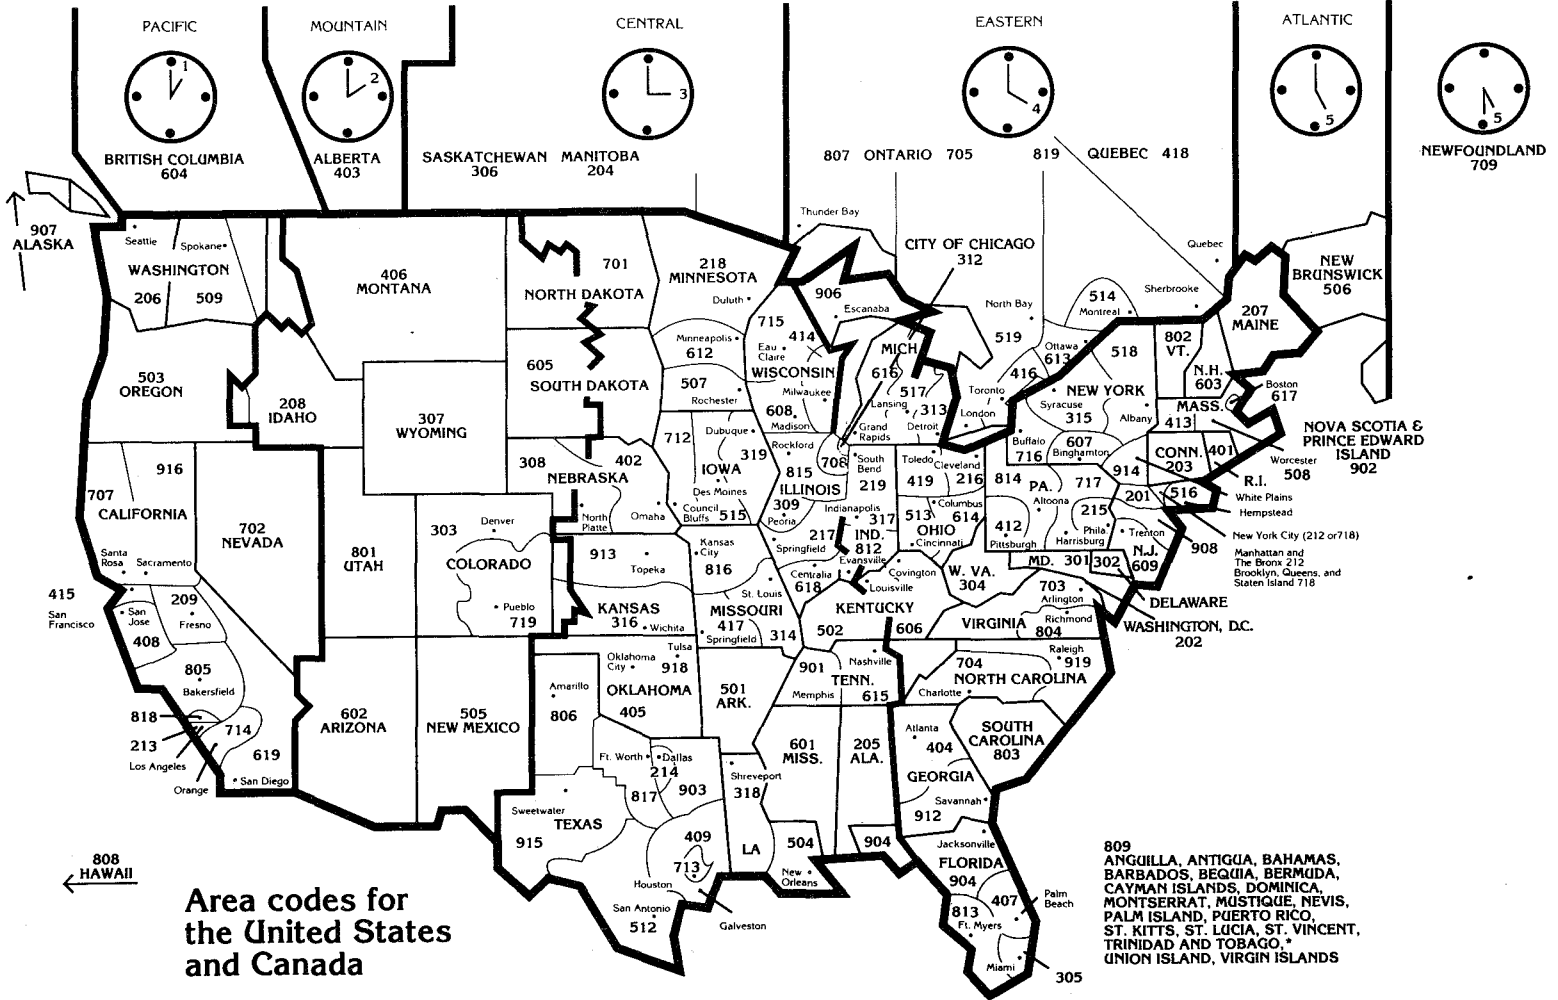 PACIFIC
MOUNTAIN
CENTRAL
EASTERN
ATLANTIC
1
2
3
4
5
5
BRITISH COLUMBIA
604
ALBERTA
403
SASKATCHEWAN
306
MANITOBA
204
807 ONTARIO 705
819 QUEBEC 418
NEWFOUNDLAND
709
907
ALASKA
Seattle
Spokane
WASHINGTON
206
509
406
MONTANA
701
NORTH DAKOTA
218
MINNESOTA
Duluth
Minneapolis
612
507
Rochester
Thunder Bay
CITY OF CHICAGO
312
906
Escanaba
715
414
Eau
Claire
WISCONSIN
Milwaukee
608
Madison
MICH
616
517
Lansing
313
Grand
Rapids
Detroit
North Bay
519
416
Toronto
London
Ottawa
613
514
Montreal
Sherbrooke
Quebec
NEW
BRUNSWICK
506
207
MAINE
802
VT.
N.H.
603
518
NEW YORK
Syracuse
315
Albany
Buffalo
716
607
Binghamton
914
MASS.
413
Boston
617
NOVA SCOTIA &
PRINCE EDWARD
ISLAND
902
Worcester
508
CONN.
203
401
R.I.
White Plains
Hempstead
516
201
New York City (212 or 718)
908
Manhattan and
The Bronx 212
Brooklyn, Queens, and
Staten Island 718
503
OREGON
208
IDAHO
307
WYOMING
605
SOUTH DAKOTA
308
402
NEBRASKA
North
Platte
Omaha
712
Dubuque
319
IOWA
Des Moines
Council
Bluffs
515
Rockford
815
708
ILLINOIS
309
Peoria
217
Springfield
Centralia
618
South
Bend
219
Indianapolis
317
IND.
812
Evansville
Toledo
419
Cleveland
216
Columbus
513
614
OHIO
Cincinnati
814
PA.
717
Altoona
215
412
Pittsburgh
Phila
Harrisburg
Trenton
N.J.
609
MD.
301
302
DELAWARE
WASHINGTON, D.C.
202
916
707
CALIFORNIA
Santa
Rosa
Sacramento
415
San
Francisco
San
Jose
408
209
Fresno
805
Bakersfield
818
213
Los Angeles
Orange
714
619
San Diego
702
NEVADA
801
UTAH
303
Denver
COLORADO
Pueblo
719
913
Topeka
KANSAS
316
Wichita
Kansas
City
816
St. Louis
MISSOURI
417
Springfield
314
Covington
Louisville
KENTUCKY
502
606
W. VA.
304
703
Arlington
VIRGINIA
Richmond
804
602
ARIZONA
505
NEW MEXICO
Oklahoma
City
Tulsa
918
OKLAHOMA
405
501
ARK.
901
Nashville
TENN.
Memphis
615
704
Raleigh
919
NORTH CAROLINA
Charlotte
SOUTH
CAROLINA
803
Amarillo
806
Ft. Worth
Dallas
214
817
903
Sweetwater
TEXAS
915
409
713
Houston
San Antonio
512
Galveston
Shreveport
318
LA
504
New
Orleans
601
MISS.
205
ALA.
904
Atlanta
404
GEORGIA
Savannah
912
Jacksonville
FLORIDA
904
407
Palm
Beach
813
Ft. Myers
Miami
305
808
HAWAII
Area codes for
the United States
and Canada
809
ANGUILLA, ANTIGUA, BAHAMAS,
BARBADOS, BEQUIA, BERMUDA,
CAYMAN ISLANDS, DOMINICA,
MONTSERRAT, MUSTIQUE, NEVIS,
PALM ISLAND, PUERTO RICO,
ST. KITTS, ST. LUCIA, ST. VINCENT,
TRINIDAD AND TOBAGO,*
UNION ISLAND, VIRGIN ISLANDS